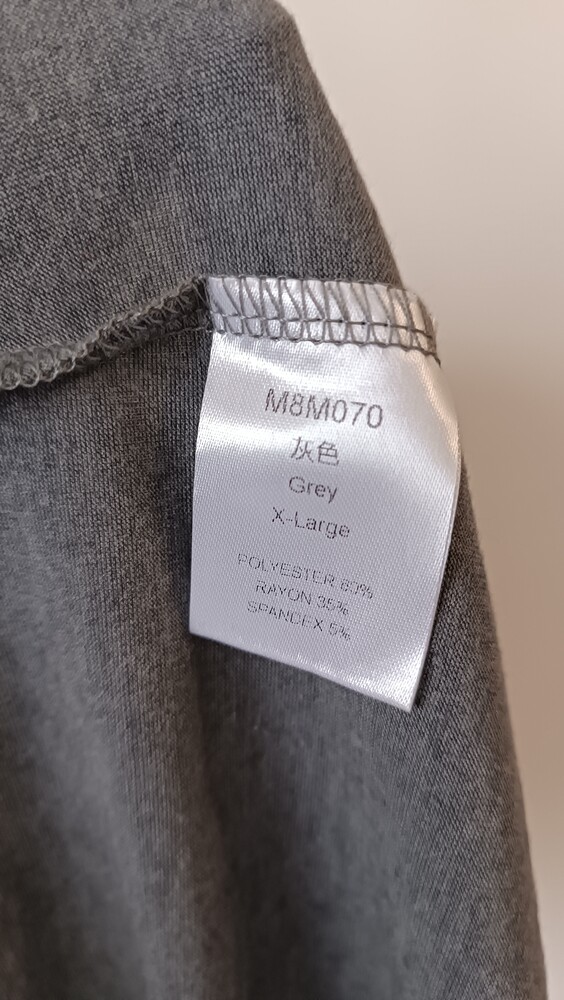 M8M070
灰色
Grey
X-Large
POLYESTER 60%
RAYON 35%
SPANDEX 5%